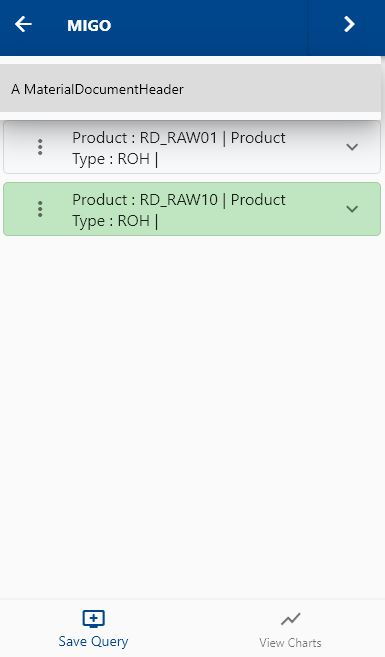 MIGO
A MaterialDocumentHeader
Product : RD_RAW01 | Product
Type : ROH |
Product : RD_RAW10 | Product
Type : ROH |
Save Query
View Charts